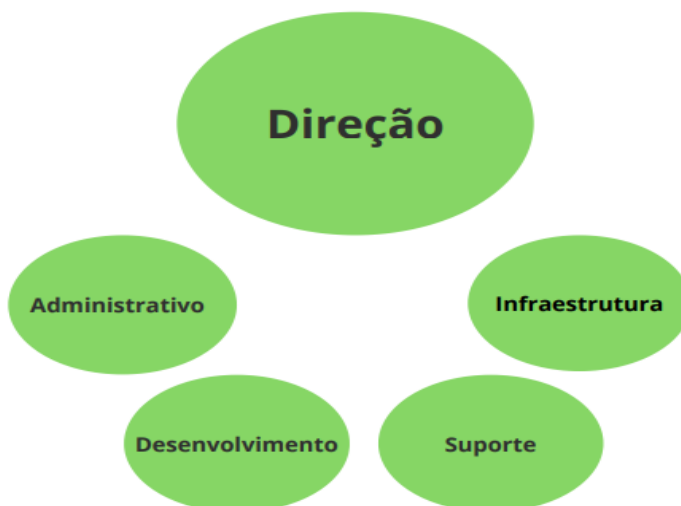 Direção
Administrativo
Infraestrutura
Desenvolvimento
Suporte